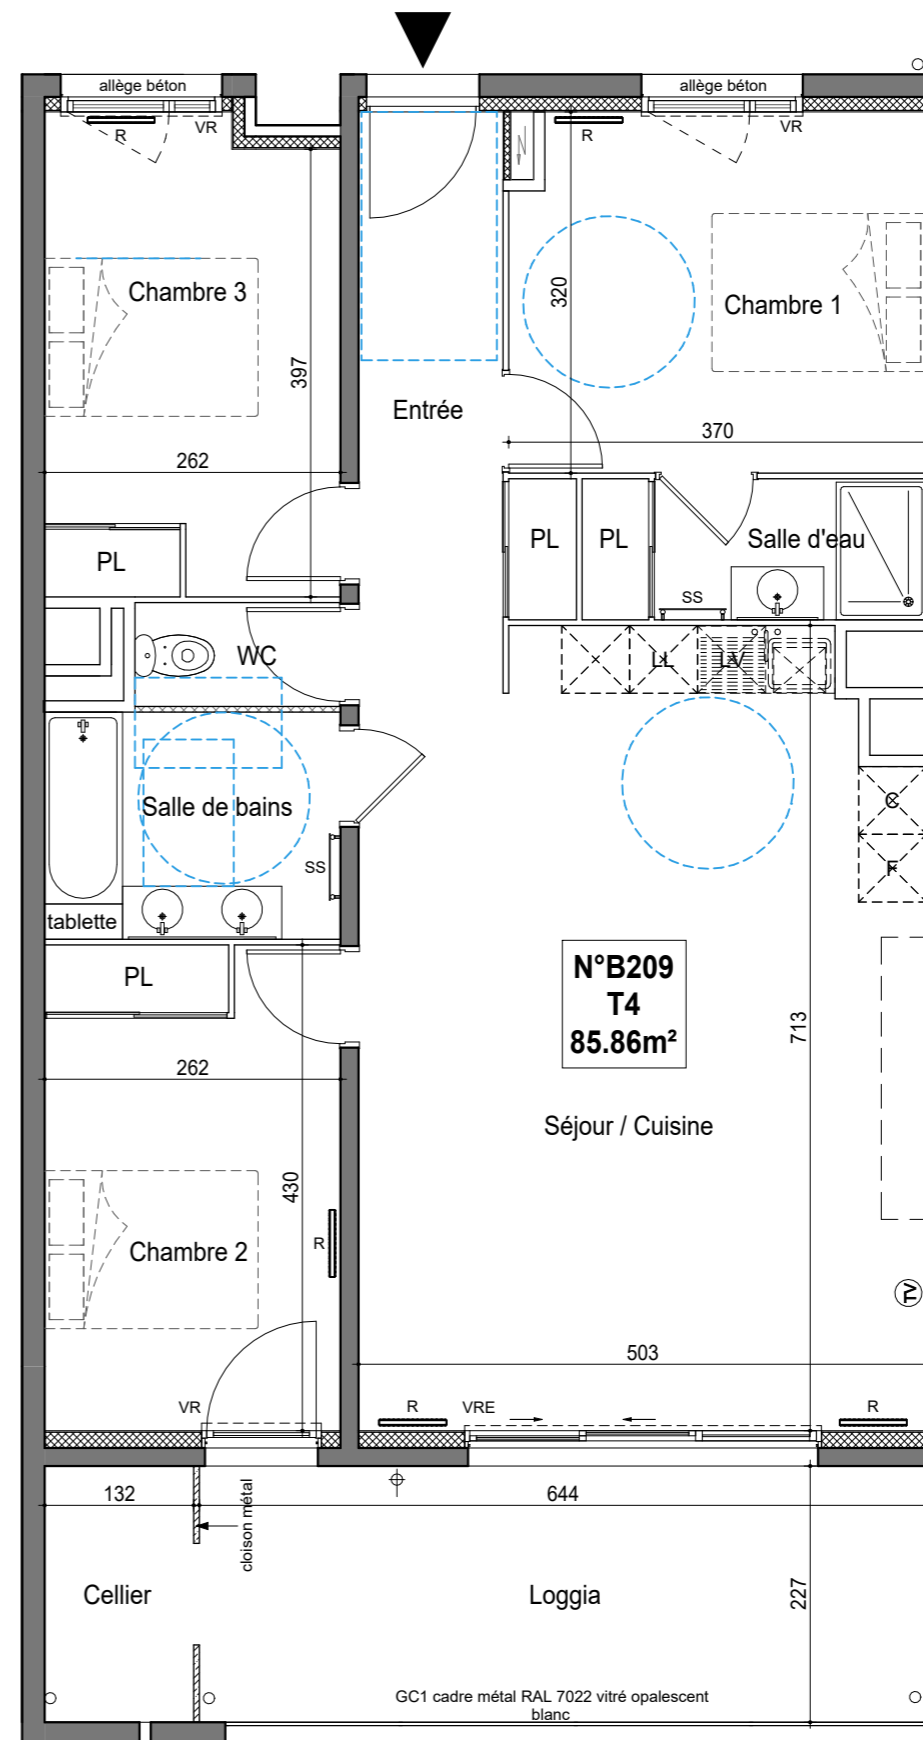 allège béton
allège béton
R
VR
R
VR
Chambre 3
320
Chambre 1
397
Entrée
370
262
PL
PL
PL
Salle d'eau
SS
WC
LL
LV
C
Salle de bains
SS
F
tablette
PL
N°B209
T4
85.86m²
713
262
Séjour / Cuisine
430
R
Chambre 2
TV
503
VR
R
VRE
R
132
644
cloison métal
Cellier
Loggia
227
GC1 cadre métal RAL 7022 vitré opalescent
blanc